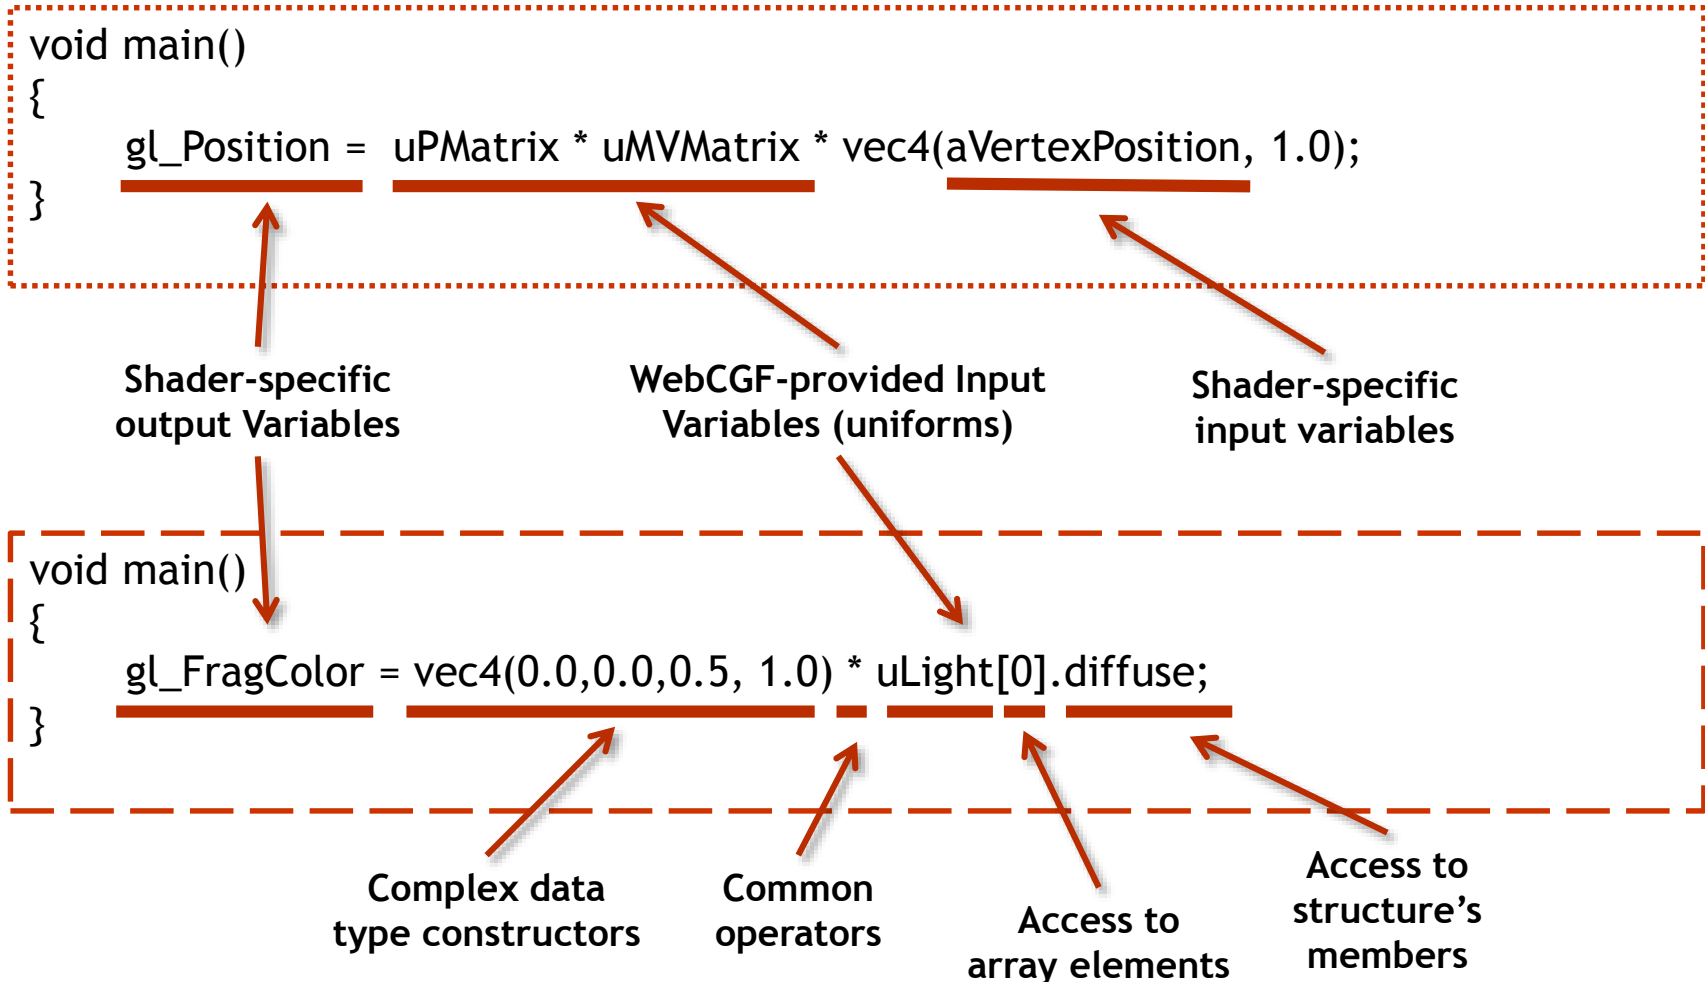 void main()
{
gl_Position = uPMatrix * uMVMatrix * vec4(aVertexPosition, 1.0);
}
Shader-specific
output Variables
WebCGF-provided Input
Variables (uniforms)
Shader-specific
input variables
void main()
{
gl_FragColor = vec4(0.0,0.0,0.5, 1.0) * uLight[0].diffuse;
}
Complex data
type constructors
Common
operators
Access to
array elements
Access to
structure’s
members